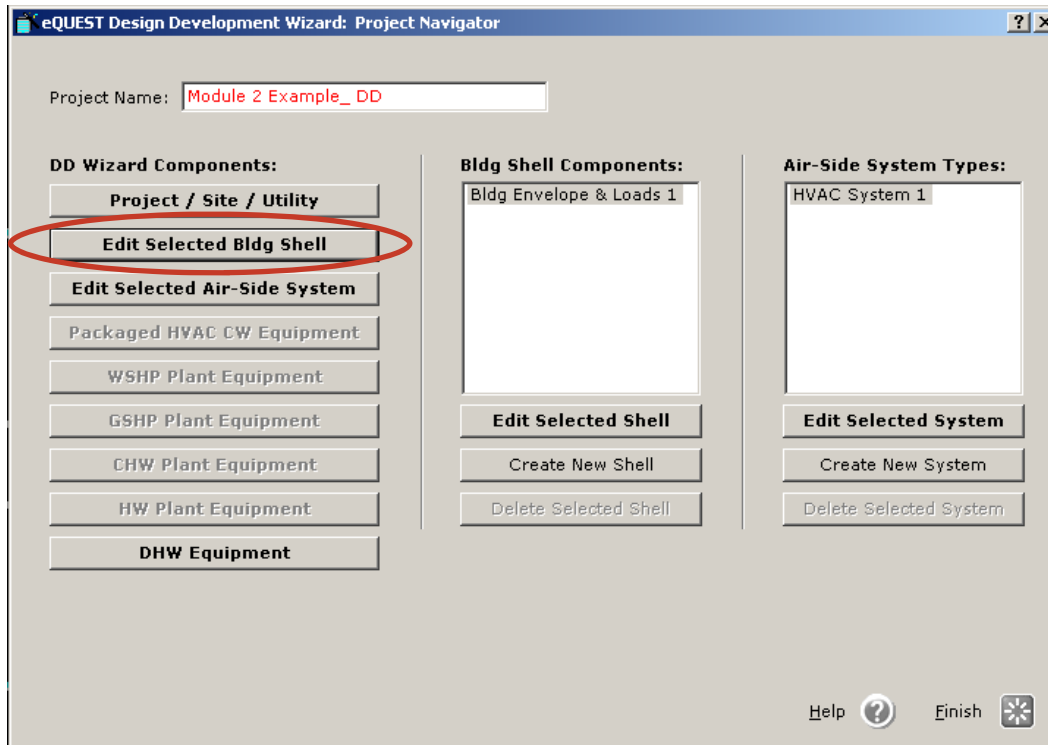 eQUEST Design Development Wizard: Project Navigator
Project Name: Module 2 Example_ DD
DD Wizard Components:
Project / Site / Utility
Edit Selected Bldg Shell
Edit Selected Air-Side System
Packaged HVAC CW Equipment
WSHP Plant Equipment
GSHP Plant Equipment
CHW Plant Equipment
HW Plant Equipment
DHW Equipment
Bldg Shell Components:
Bldg Envelope & Loads 1
Edit Selected Shell
Create New Shell
Delete Selected Shell
Air-Side System Types:
HVAC System 1
Edit Selected System
Create New System
Delete Selected System
Help ? Finish